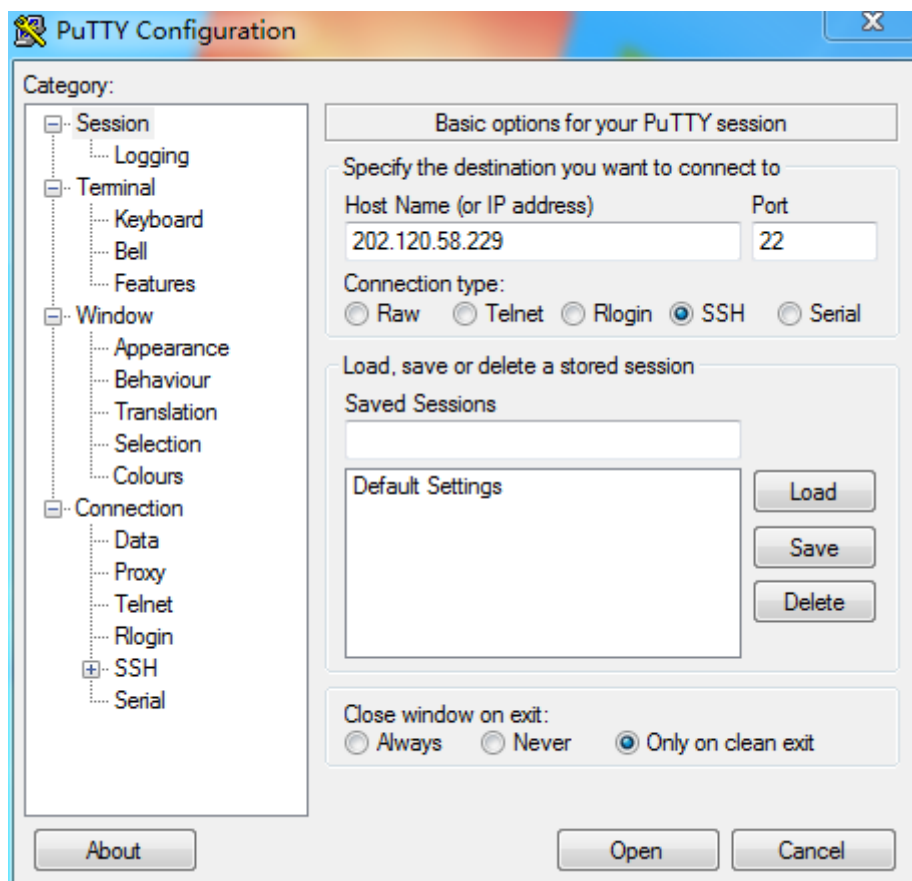 PuTTY Configuration
Category:
Session
Logging
Terminal
Keyboard
Bell
Features
Window
Appearance
Behaviour
Translation
Selection
Colours
Connection
Data
Proxy
Telnet
Rlogin
SSH
Serial
Basic options for your PuTTY session
Specify the destination you want to connect to
Host Name (or IP address) Port
202.120.58.229 22
Connection type:
Raw Telnet Rlogin SSH Serial
Load, save or delete a stored session
Saved Sessions
Default Settings
Load
Save
Delete
Close window on exit:
Always Never Only on clean exit
About Open Cancel